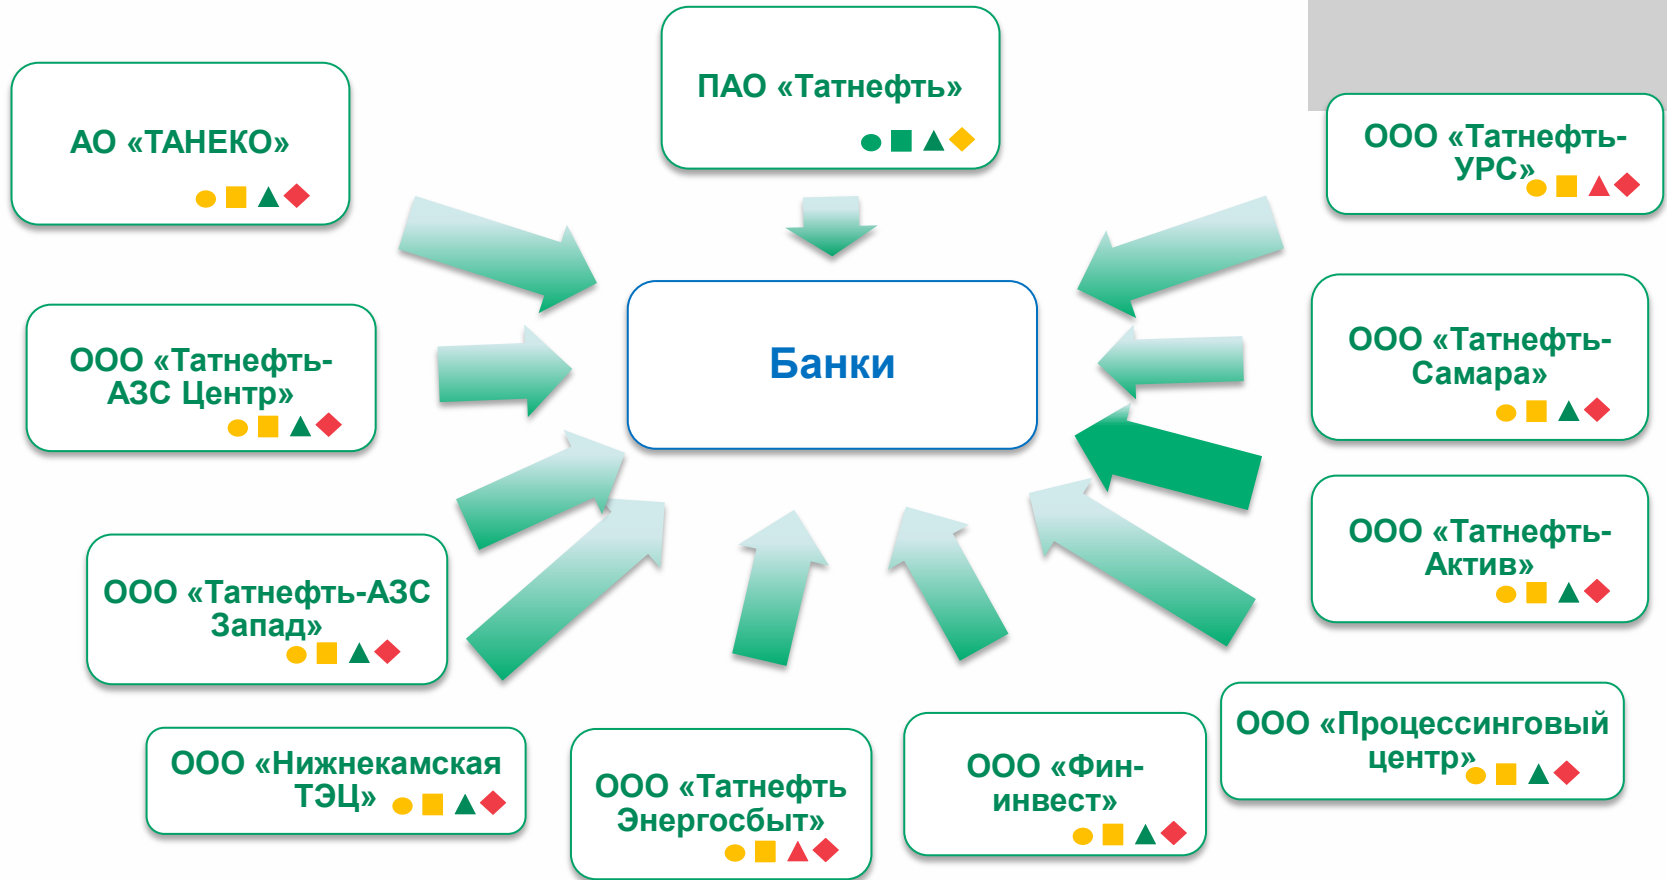 ПАО «Татнефть»
АО «ТАНЕКО»
ООО «Татнефть-
УРС»
ООО «Татнефть-
АЗС Центр»
Банки
ООО «Татнефть-
Самара»
ООО «Татнефть-АЗС
Запад»
ООО «Татнефть-
Актив»
ООО «Нижнекамская
ТЭЦ»
ООО «Татнефть
Энергосбыт»
ООО «Фин-
инвест»
ООО «Процессинговый
центр»